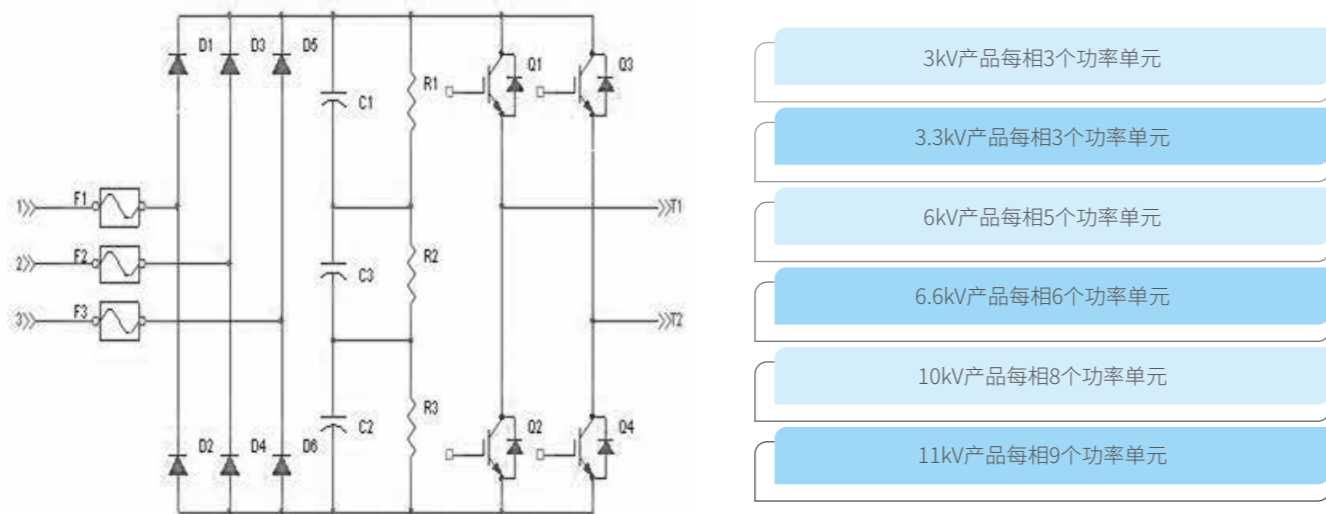 D1
D3
D5
C1
R1
Q1
Q3
1
F1
T1
2
F2
C3
R2
3
F3
T2
D2
D4
D6
C2
R3
Q2
Q4
3kV产品每相3个功率单元
3.3kV产品每相3个功率单元
6kV产品每相5个功率单元
6.6kV产品每相6个功率单元
10kV产品每相8个功率单元
11kV产品每相9个功率单元